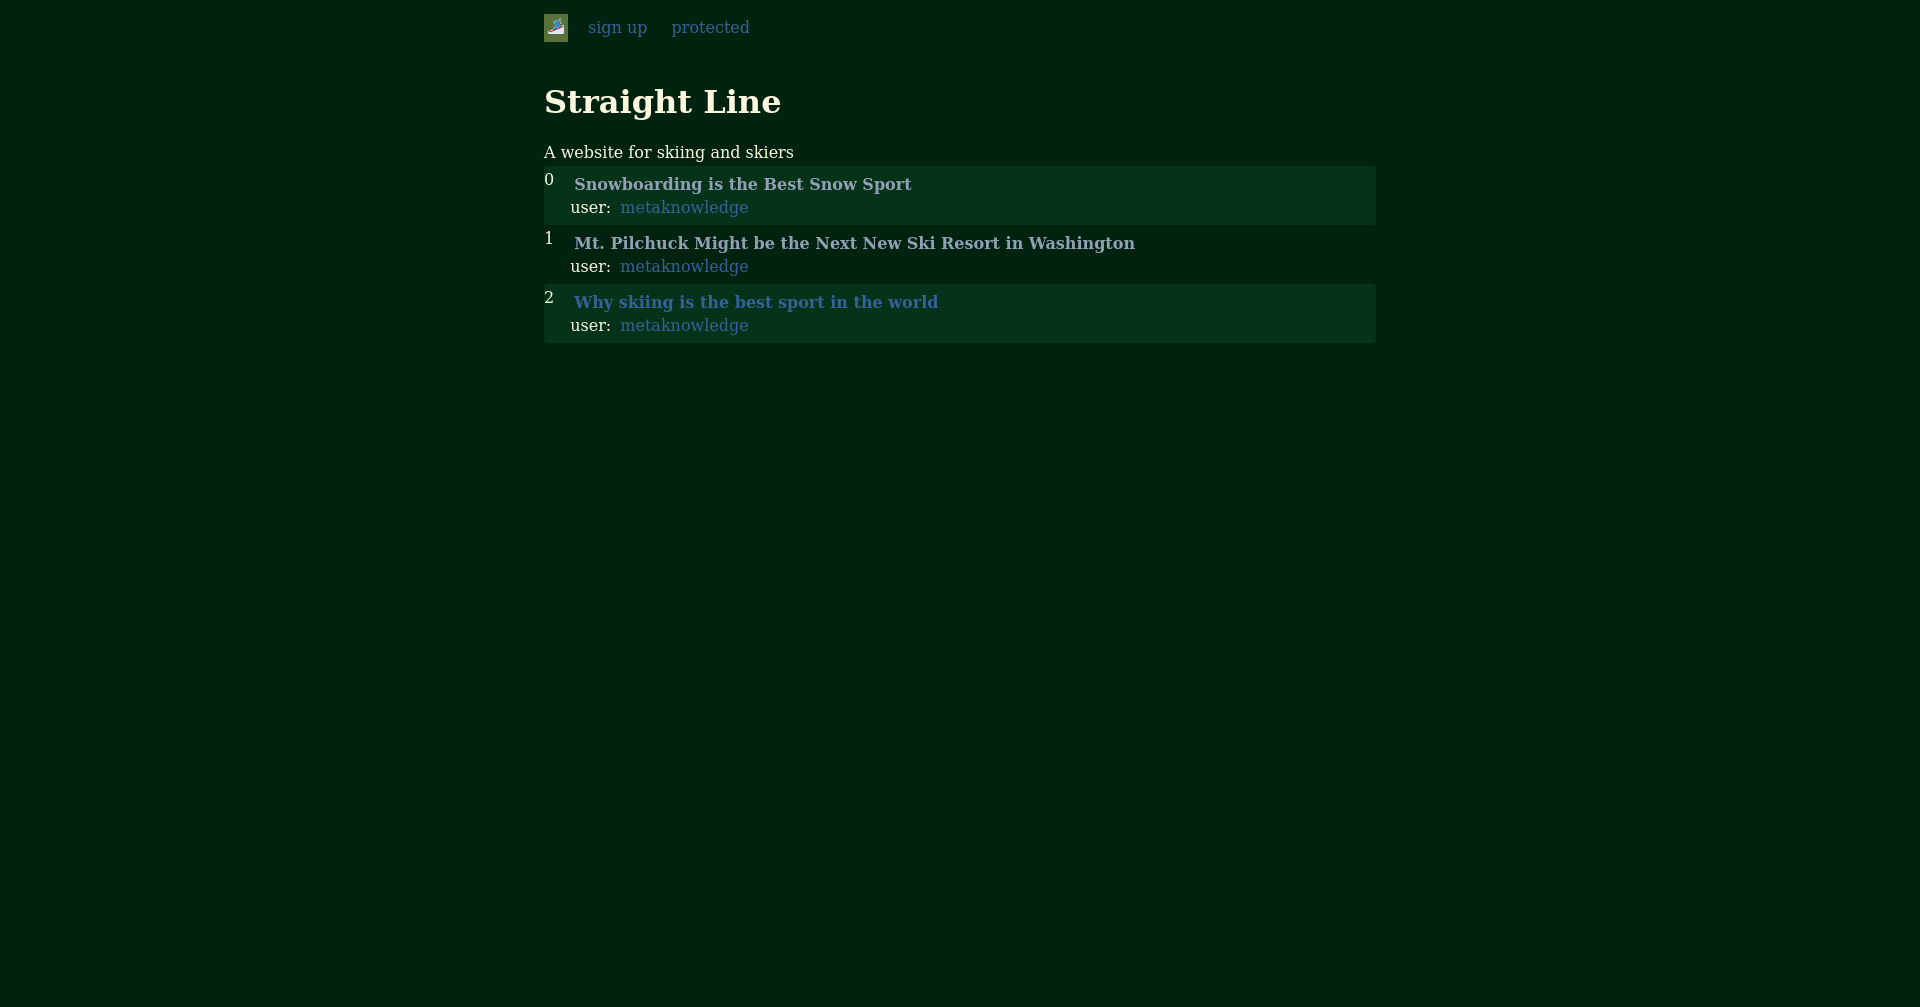 sign up protected
Straight Line
A website for skiing and skiers
0 Snowboarding is the Best Snow Sport
user: metaknowledge
1 Mt. Pilchuck Might be the Next New Ski Resort in Washington
user: metaknowledge
2 Why skiing is the best sport in the world
user: metaknowledge